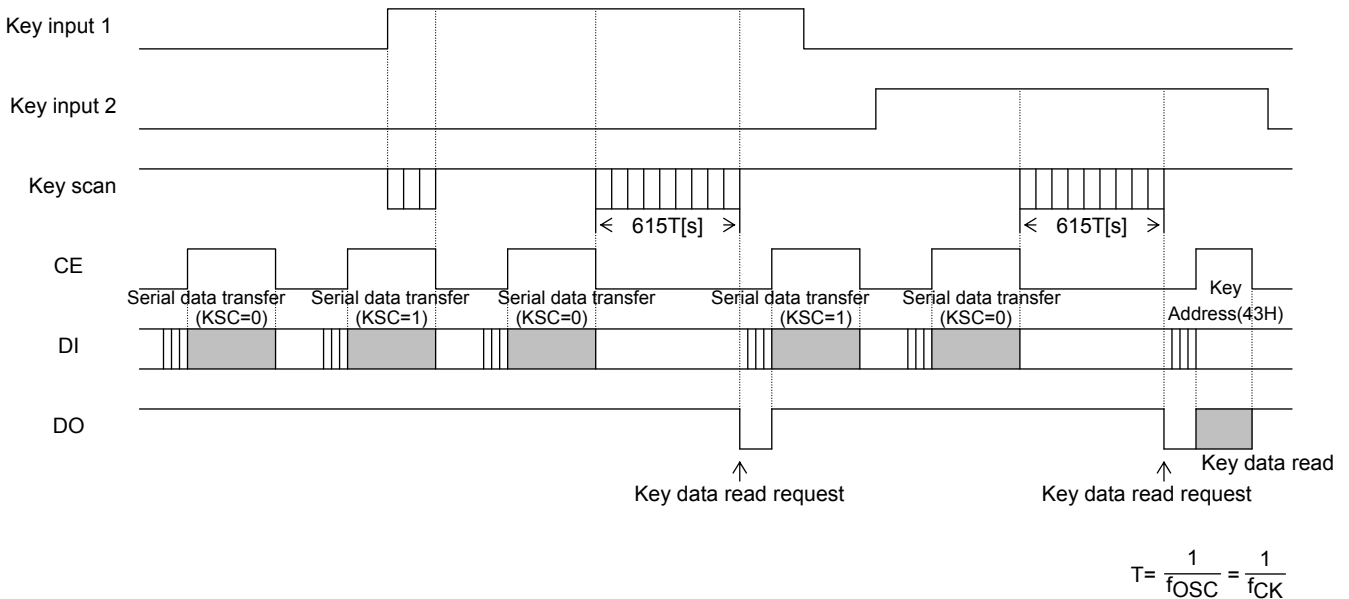 Key input 1
Key input 2
Key scan
615T[s]
615T[s]
CE
Key
Serial data transfer
(KSC=0)
Serial data transfer
(KSC=1)
Serial data transfer
(KSC=0)
Serial data transfer
(KSC=1)
Serial data transfer
(KSC=0)
Address(43H)
DI
DO
Key data read
Key data read request
Key data read request
T= 1/fOSC = 1/fCK